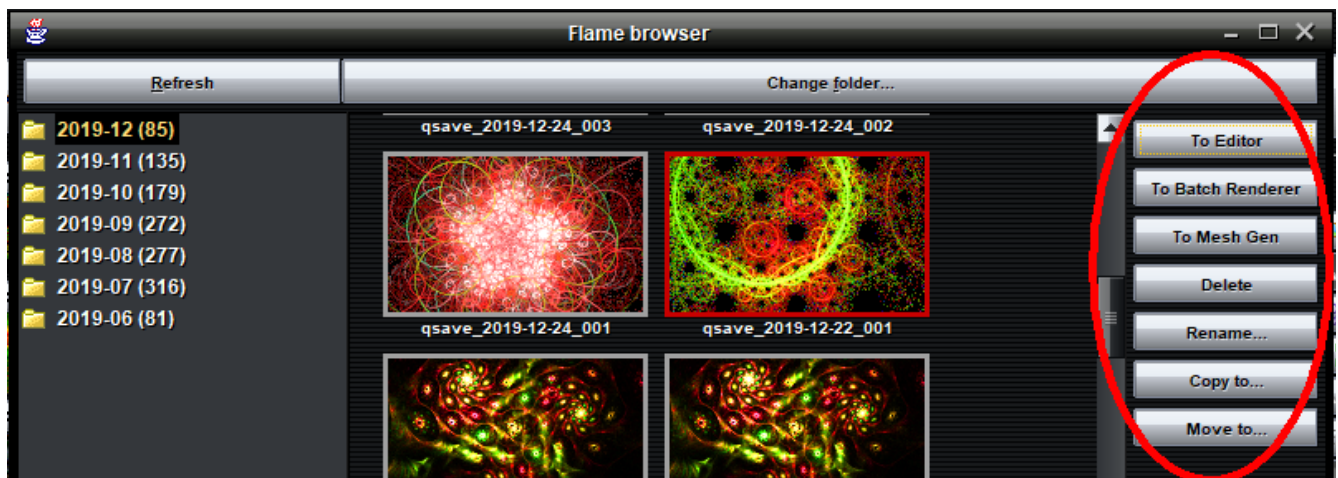 Flame browser
Refresh
Change folder...
2019-12 (85)
2019-11 (135)
2019-10 (179)
2019-09 (272)
2019-08 (277)
2019-07 (316)
2019-06 (81)
qsave_2019-12-24_003
qsave_2019-12-24_002
qsave_2019-12-24_001
qsave_2019-12-22_001
To Editor
To Batch Renderer
To Mesh Gen
Delete
Rename...
Copy to...
Move to...